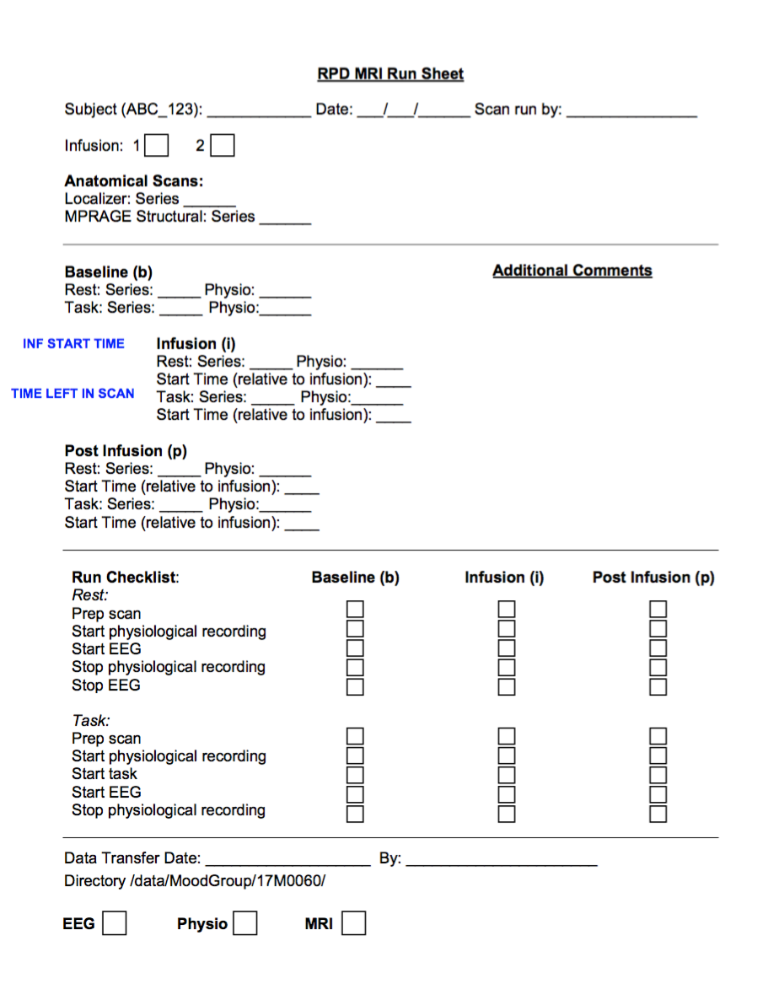 RPD MRI Run Sheet
Subject (ABC_123): ____________ Date: ___/___/______ Scan run by: _______________
Infusion: 1 2
Anatomical Scans:
Localizer: Series ______
MPRAGE Structural: Series ______
Baseline (b)
Rest: Series: _____ Physio: ______
Task: Series: _____ Physio:______
Additional Comments
INF START TIME
Infusion (i)
Rest: Series: _____ Physio: ______
Start Time (relative to infusion): ____
TIME LEFT IN SCAN
Task: Series: _____ Physio:______
Start Time (relative to infusion): ____
Post Infusion (p)
Rest: Series: _____ Physio: ______
Start Time (relative to infusion): ____
Task: Series: _____ Physio:______
Start Time (relative to infusion): ____
Run Checklist: Baseline (b) Infusion (i) Post Infusion (p)
Rest:
Prep scan
Start physiological recording
Start EEG
Stop physiological recording
Stop EEG
Task:
Prep scan
Start physiological recording
Start task
Start EEG
Stop physiological recording
Data Transfer Date: ___________________ By: ______________________
Directory /data/MoodGroup/17M0060/
EEG Physio MRI